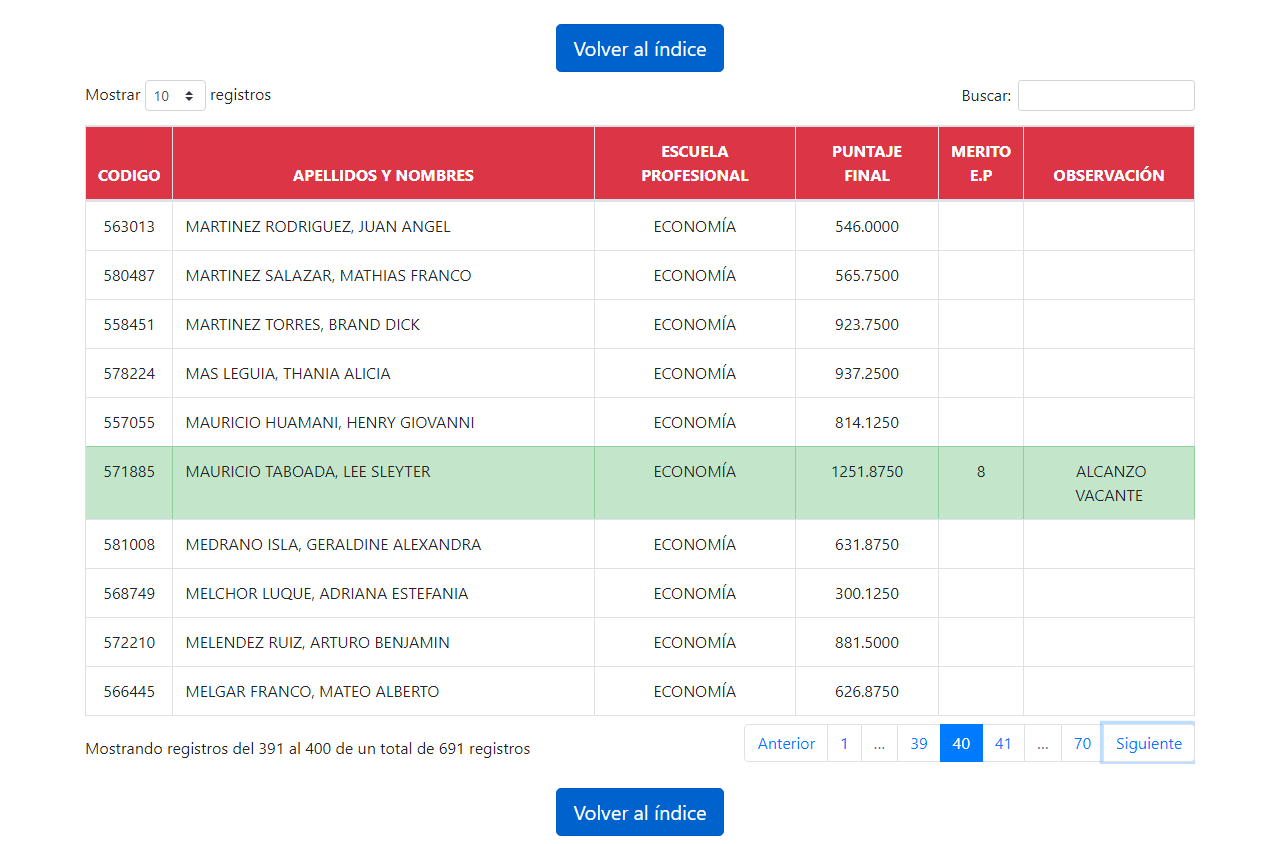 Volver al índice
Mostrar 10 registros Buscar:
CODIGO APELLIDOS Y NOMBRES ESCUELA PROFESIONAL PUNTAJE FINAL MERITO E.P OBSERVACIÓN
563013 MARTINEZ RODRIGUEZ, JUAN ANGEL ECONOMÍA 546.0000
580487 MARTINEZ SALAZAR, MATHIAS FRANCO ECONOMÍA 565.7500
558451 MARTINEZ TORRES, BRAND DICK ECONOMÍA 923.7500
578224 MAS LEGUIA, THANIA ALICIA ECONOMÍA 937.2500
557055 MAURICIO HUAMANI, HENRY GIOVANNI ECONOMÍA 814.1250
571885 MAURICIO TABOADA, LEE SLEYTER ECONOMÍA 1251.8750 8 ALCANZO VACANTE
581008 MEDRANO ISLA, GERALDINE ALEXANDRA ECONOMÍA 631.8750
568749 MELCHOR LUQUE, ADRIANA ESTEFANIA ECONOMÍA 300.1250
572210 MELENDEZ RUIZ, ARTURO BENJAMIN ECONOMÍA 881.5000
566445 MELGAR FRANCO, MATEO ALBERTO ECONOMÍA 626.8750
Mostrando registros del 391 al 400 de un total de 691 registros Anterior 1 ... 39 40 41 ... 70 Siguiente
Volver al índice